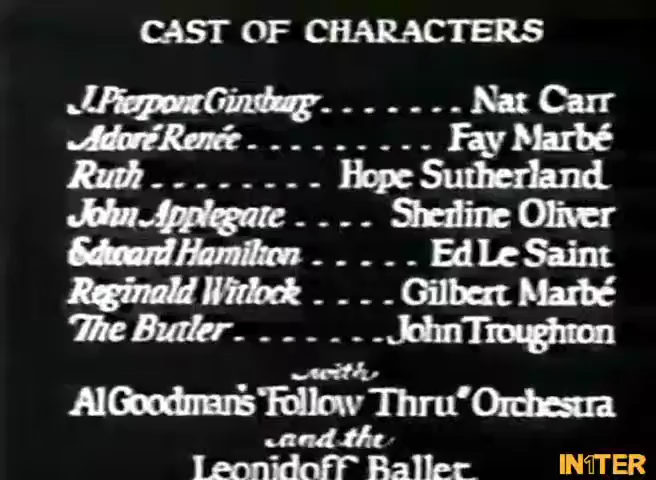 CAST OF CHARACTERS
J. Pierpont Ginsburg....... Nat Carr
Adoré Renée......... Fay Marbé
Ruth........ Hope Sutherland
John Applegate.... Sherline Oliver
Edward Hamilton..... Ed Le Saint
Reginald Witlock.... Gilbert Marbé
The Butler.......John Troughton
with
Al Goodman's "Follow Thru" Orchestra
and the
Leonidoff Ballet
IN1TER